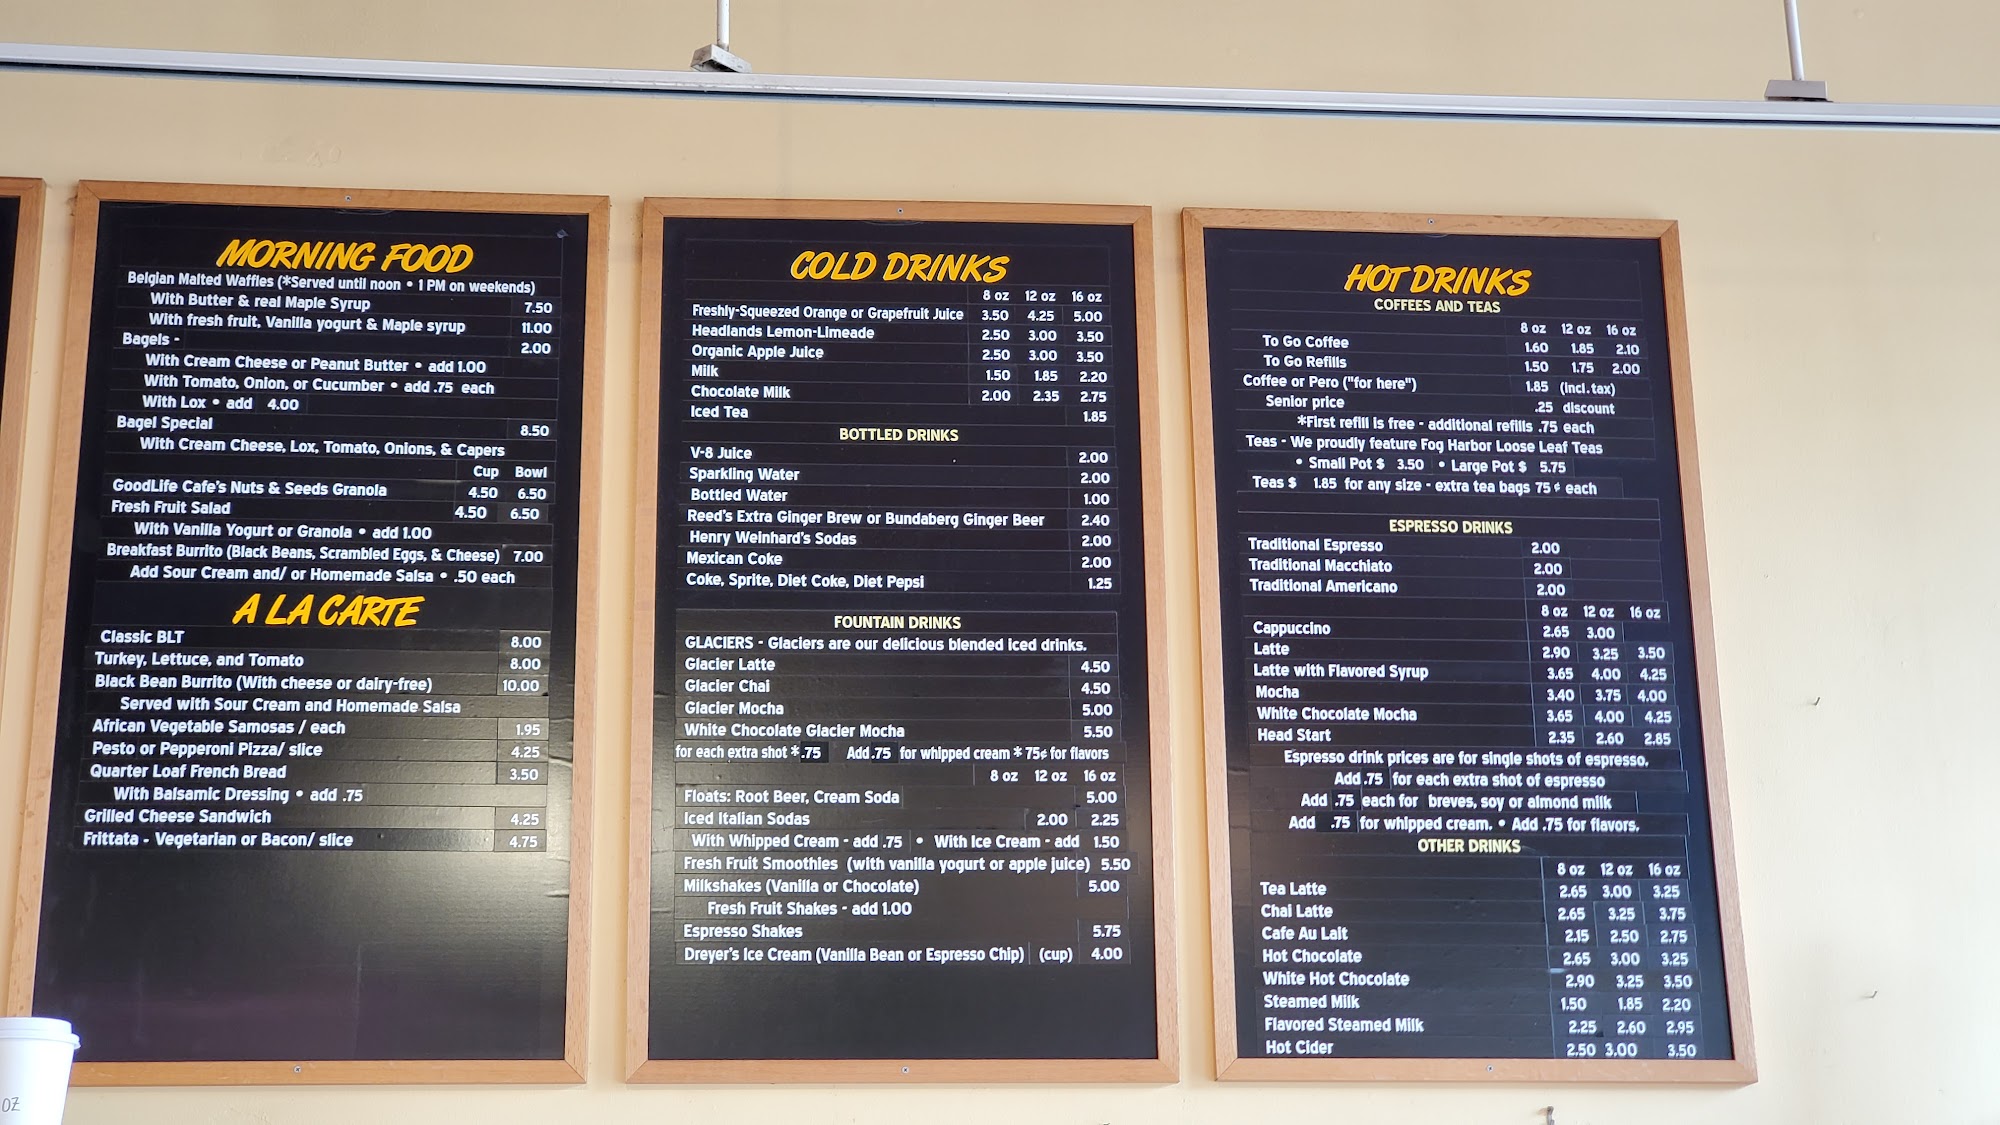 MORNING FOOD
Belgian Malted Waffles (*Served until noon • 1 PM on weekends)
With Butter & real Maple Syrup 7.50
With fresh fruit, Vanilla yogurt & Maple syrup 11.00
Bagels - 2.00
With Cream Cheese or Peanut Butter • add 1.00
With Tomato, Onion, or Cucumber • add .75 each
With Lox • add 4.00
Bagel Special 8.50
With Cream Cheese, Lox, Tomato, Onions, & Capers
Cup Bowl
GoodLife Cafe's Nuts & Seeds Granola 4.50 6.50
Fresh Fruit Salad 4.50 6.50
With Vanilla Yogurt or Granola • add 1.00
Breakfast Burrito (Black Beans, Scrambled Eggs, & Cheese) 7.00
Add Sour Cream and/ or Homemade Salsa • .50 each
A LA CARTE
Classic BLT 8.00
Turkey, Lettuce, and Tomato 8.00
Black Bean Burrito (With cheese or dairy-free) 10.00
Served with Sour Cream and Homemade Salsa
African Vegetable Samosas / each 1.95
Pesto or Pepperoni Pizza/ slice 4.25
Quarter Loaf French Bread 3.50
With Balsamic Dressing • add .75
Grilled Cheese Sandwich 4.25
Frittata - Vegetarian or Bacon/ slice 4.75
COLD DRINKS
8 oz 12 oz 16 oz
Freshly-Squeezed Orange or Grapefruit Juice 3.50 4.25 5.00
Headlands Lemon-Limeade 2.50 3.00 3.50
Organic Apple Juice 2.50 3.00 3.50
Milk 1.50 1.85 2.20
Chocolate Milk 2.00 2.35 2.75
Iced Tea 1.85
BOTTLED DRINKS
V-8 Juice 2.00
Sparkling Water 2.00
Bottled Water 1.00
Reed's Extra Ginger Brew or Bundaberg Ginger Beer 2.40
Henry Weinhard's Sodas 2.00
Mexican Coke 2.00
Coke, Sprite, Diet Coke, Diet Pepsi 1.25
FOUNTAIN DRINKS
GLACIERS - Glaciers are our delicious blended iced drinks.
Glacier Latte 4.50
Glacier Chai 4.50
Glacier Mocha 5.00
White Chocolate Glacier Mocha 5.50
for each extra shot * .75 Add .75 for whipped cream * 75¢ for flavors
8 oz 12 oz 16 oz
Floats: Root Beer, Cream Soda 5.00
Iced Italian Sodas 2.00 2.25
With Whipped Cream - add .75 • With Ice Cream - add 1.50
Fresh Fruit Smoothies (with vanilla yogurt or apple juice) 5.50
Milkshakes (Vanilla or Chocolate) 5.00
Fresh Fruit Shakes - add 1.00
Espresso Shakes 5.75
Dreyer's Ice Cream (Vanilla Bean or Espresso Chip) (cup) 4.00
HOT DRINKS
COFFEES AND TEAS
8 oz 12 oz 16 oz
To Go Coffee 1.60 1.85 2.10
To Go Refills 1.50 1.75 2.00
Coffee or Pero ("for here") 1.85 (incl.tax)
Senior price .25 discount
*First refill is free - additional refills .75 each
Teas - We proudly feature Fog Harbor Loose Leaf Teas
• Small Pot $ 3.50 • Large Pot $ 5.75
Teas $ 1.85 for any size - extra tea bags 75 ¢ each
ESPRESSO DRINKS
Traditional Espresso 2.00
Traditional Macchiato 2.00
Traditional Americano 2.00
8 oz 12 oz 16 oz
Cappuccino 2.65 3.00
Latte 2.90 3.25 3.50
Latte with Flavored Syrup 3.65 4.00 4.25
Mocha 3.40 3.75 4.00
White Chocolate Mocha 3.65 4.00 4.25
Head Start 2.35 2.60 2.85
Espresso drink prices are for single shots of espresso.
Add .75 for each extra shot of espresso
Add .75 each for breves, soy or almond milk
Add .75 for whipped cream. • Add .75 for flavors.
OTHER DRINKS
8 oz 12 oz 16 oz
Tea Latte 2.65 3.00 3.25
Chai Latte 2.65 3.25 3.75
Cafe Au Lait 2.15 2.50 2.75
Hot Chocolate 2.65 3.00 3.25
White Hot Chocolate 2.90 3.25 3.50
Steamed Milk 1.50 1.85 2.20
Flavored Steamed Milk 2.25 2.60 2.95
Hot Cider 2.50 3.00 3.50
OZ